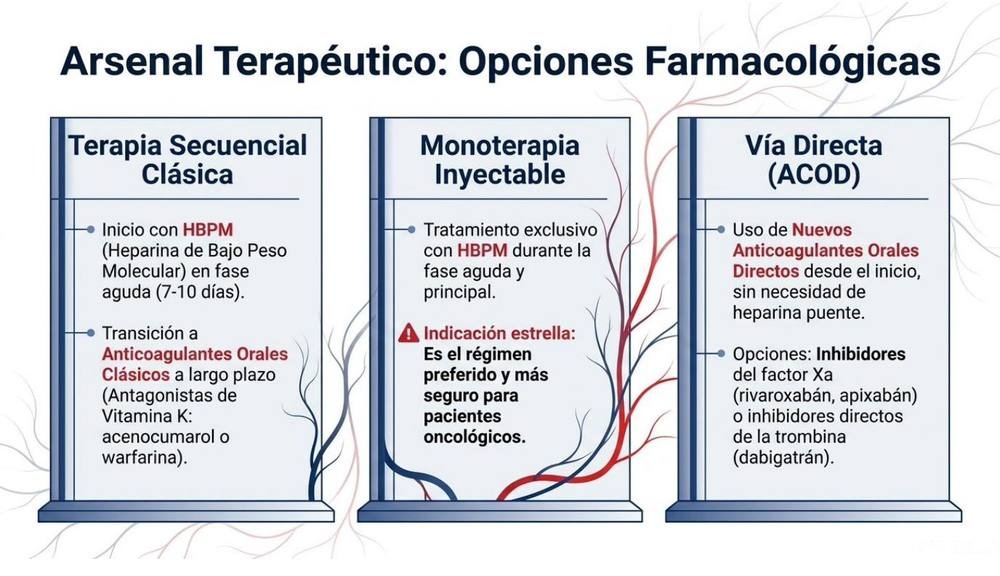 Arsenal Terapéutico: Opciones Farmacológicas
Terapia Secuencial
Clásica
Inicio con HBPM
(Heparina de Bajo Peso
Molecular) en fase
aguda (7-10 días).
Transición a
Anticoagulantes Orales
Clásicos a largo plazo
(Antagonistas de
Vitamina K:
acenocumarol o
warfarina).
Monoterapia
Inyectable
Tratamiento exclusivo
con HBPM durante la
fase aguda y
principal.
Indicación estrella:
Es el régimen
preferido y más
seguro para
pacientes
oncológicos.
Vía Directa
(ACOD)
Uso de Nuevos
Anticoagulantes Orales
Directos desde el inicio,
sin necesidad de
heparina puente.
Opciones: Inhibidores
del factor Xa
(rivaroxabán, apixabán)
o inhibidores directos
de la trombina
(dabigatrán).